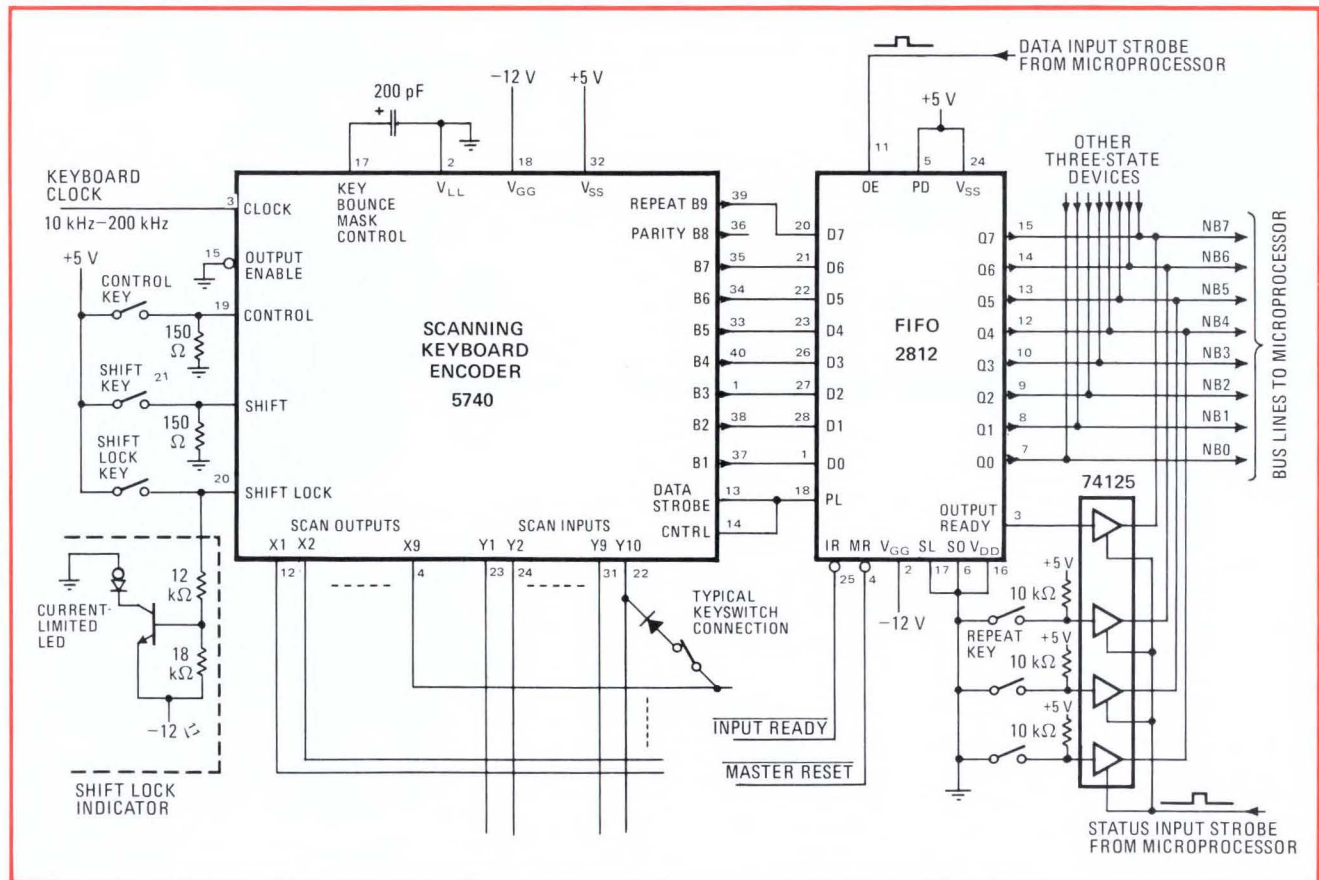 DATA INPUT STROBE
FROM MICROPROCESSOR
-12 V
+5 V
200 pF
+
+5 V
OTHER
THREE-STATE
DEVICES
17
2
18
32
11
5
24
KEYBOARD
CLOCK
10 kHz–200 kHz
3
CLOCK
KEY
BOUNCE
MASK
CONTROL
VLL
VGG
VSS
OE
PD
VSS
REPEAT B9
39
20
D7
Q7
15
NB7
PARITY B8
36
+5 V
15
OUTPUT
ENABLE
B7
35
21
D6
Q6
14
NB6
CONTROL
KEY
19
CONTROL
B6
34
22
D5
Q5
13
NB5
150
Ω
SCANNING
KEYBOARD
ENCODER
5740
B5
33
23
D4
FIFO
2812
Q4
12
NB4
B4
40
26
D3
Q3
10
NB3
SHIFT
KEY
21
SHIFT
B3
1
27
D2
Q2
9
NB2
150
Ω
B2
38
28
D1
Q1
8
NB1
SHIFT
LOCK
KEY
20
SHIFT LOCK
B1
37
1
D0
Q0
7
NB0
BUS LINES TO MICROPROCESSOR
74125
DATA
STROBE
13
18
PL
OUTPUT
READY
3
CNTRL
14
SCAN OUTPUTS
SCAN INPUTS
X1
X2
X9
Y1
Y2
Y9
Y10
IR
MR
VGG
SL
SO
VDD
12
4
23
24
31
22
25
4
2
17
6
16
12
kΩ
CURRENT-
LIMITED
LED
18
kΩ
-12 V
SHIFT LOCK
INDICATOR
TYPICAL
KEYSWITCH
CONNECTION
-12 V
+5 V
10 kΩ
REPEAT
KEY
+5 V
10 kΩ
+5 V
10 kΩ
INPUT READY
MASTER RESET
STATUS INPUT STROBE
FROM MICROPROCESSOR